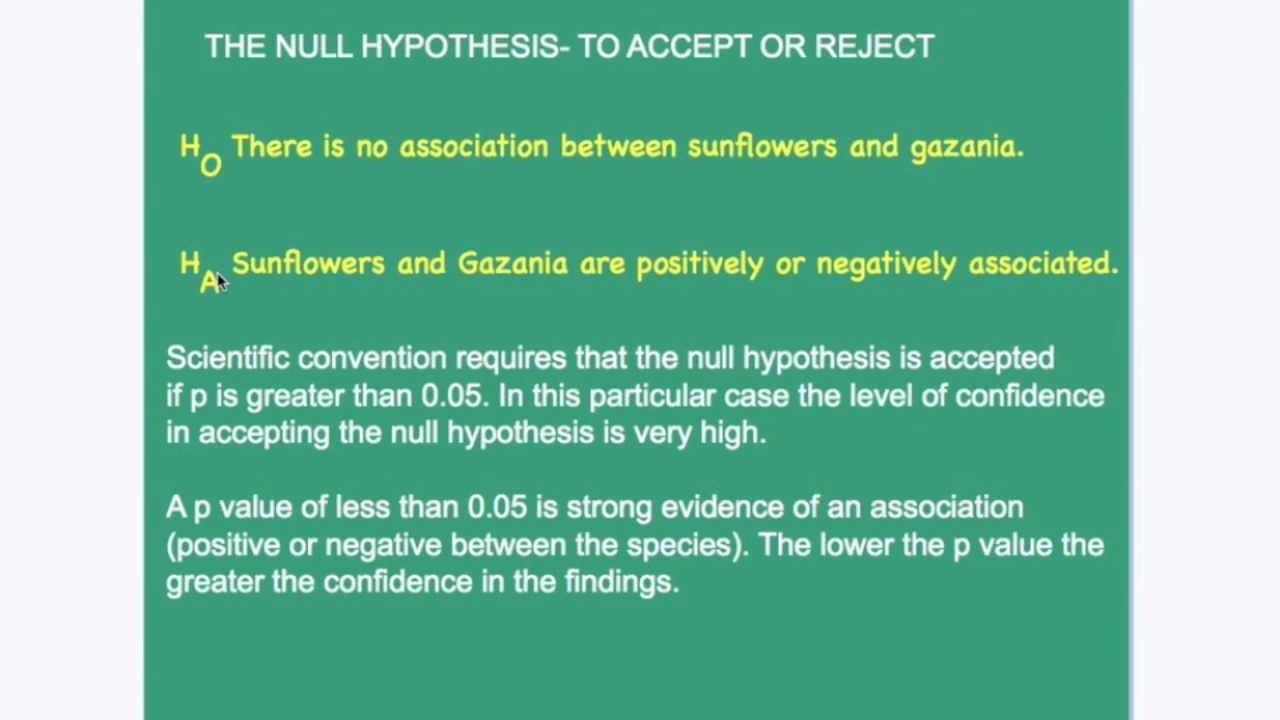 THE NULL HYPOTHESIS- TO ACCEPT OR REJECT
HO There is no association between sunflowers and gazania.
HA Sunflowers and Gazania are positively or negatively associated.
Scientific convention requires that the null hypothesis is accepted
if p is greater than 0.05. In this particular case the level of confidence
in accepting the null hypothesis is very high.
A p value of less than 0.05 is strong evidence of an association
(positive or negative between the species). The lower the p value the
greater the confidence in the findings.